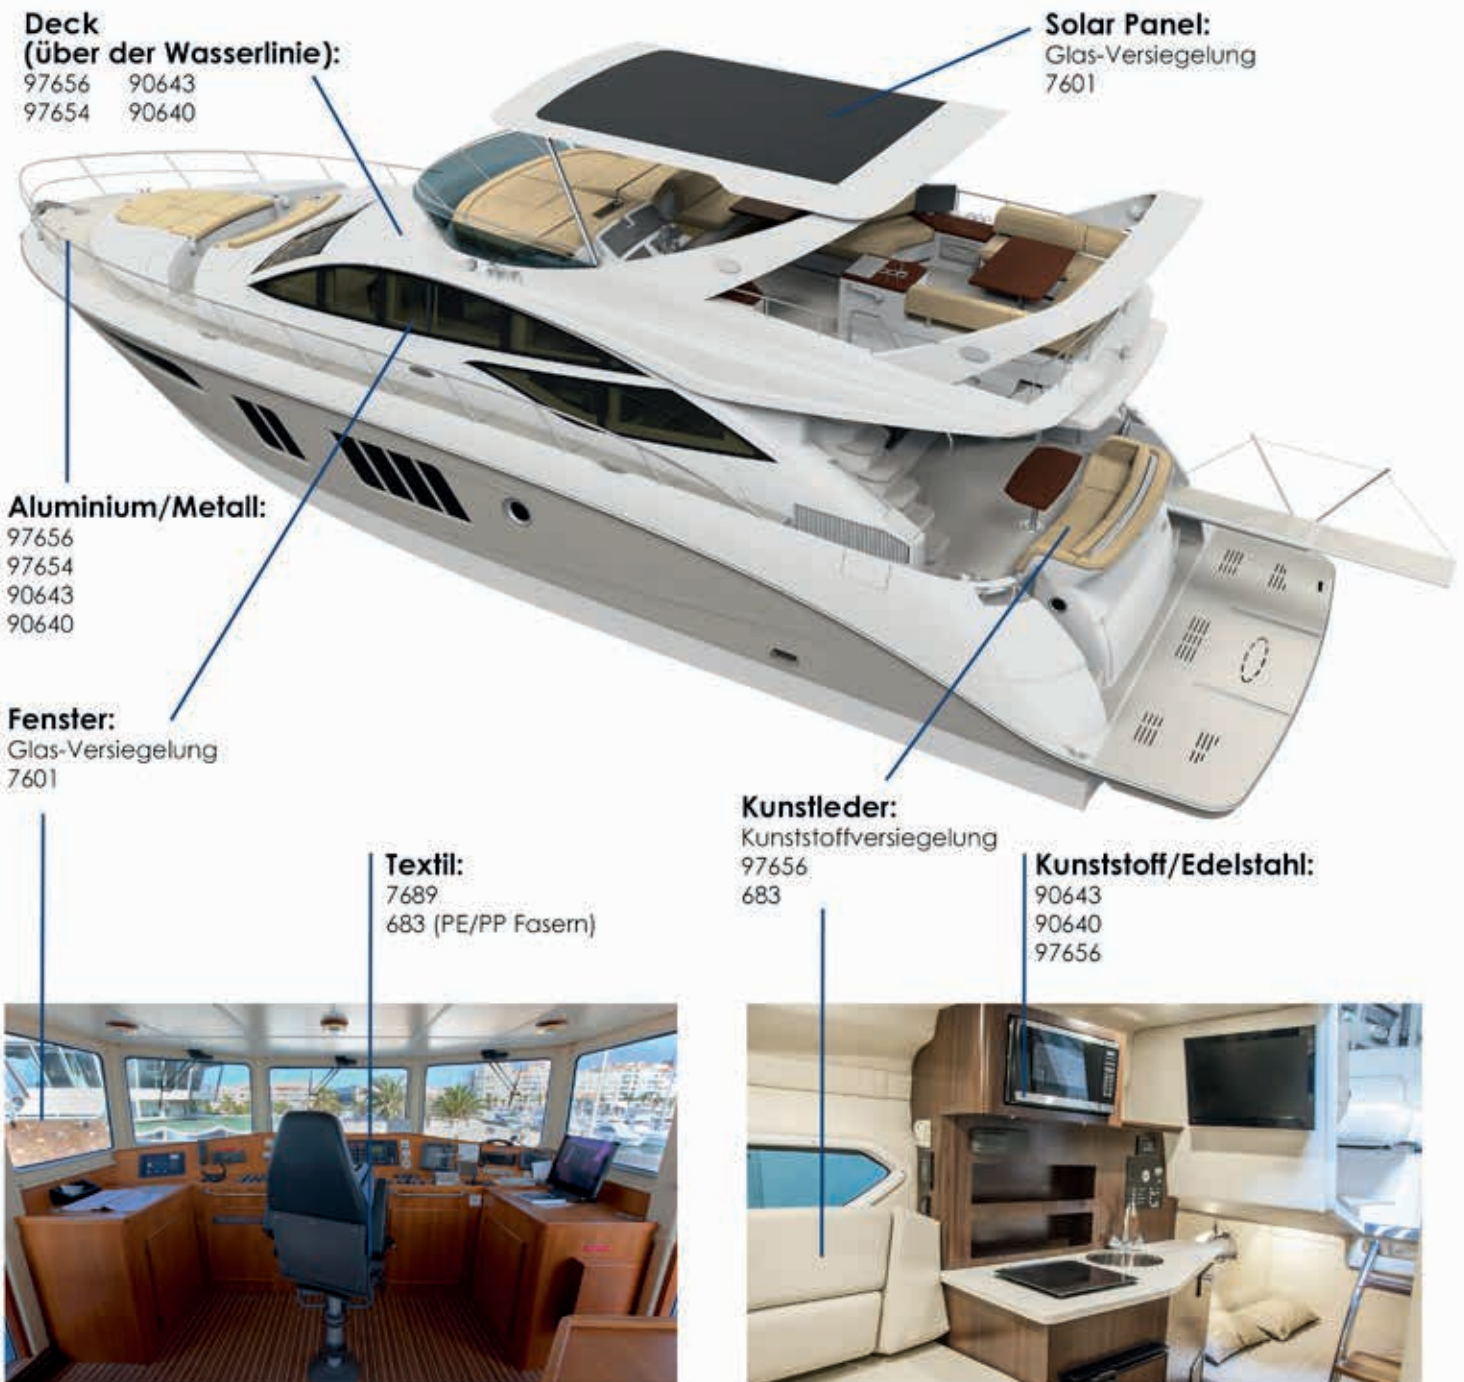 Deck
(über der Wasserlinie):
97656 90643
97654 90640
Solar Panel:
Glas-Versiegelung
7601
Aluminium/Metall:
97656
97654
90643
90640
Fenster:
Glas-Versiegelung
7601
Textil:
7689
683 (PE/PP Fasern)
Kunstleder:
Kunststoffversiegelung
97656
683
Kunststoff/Edelstahl:
90643
90640
97656